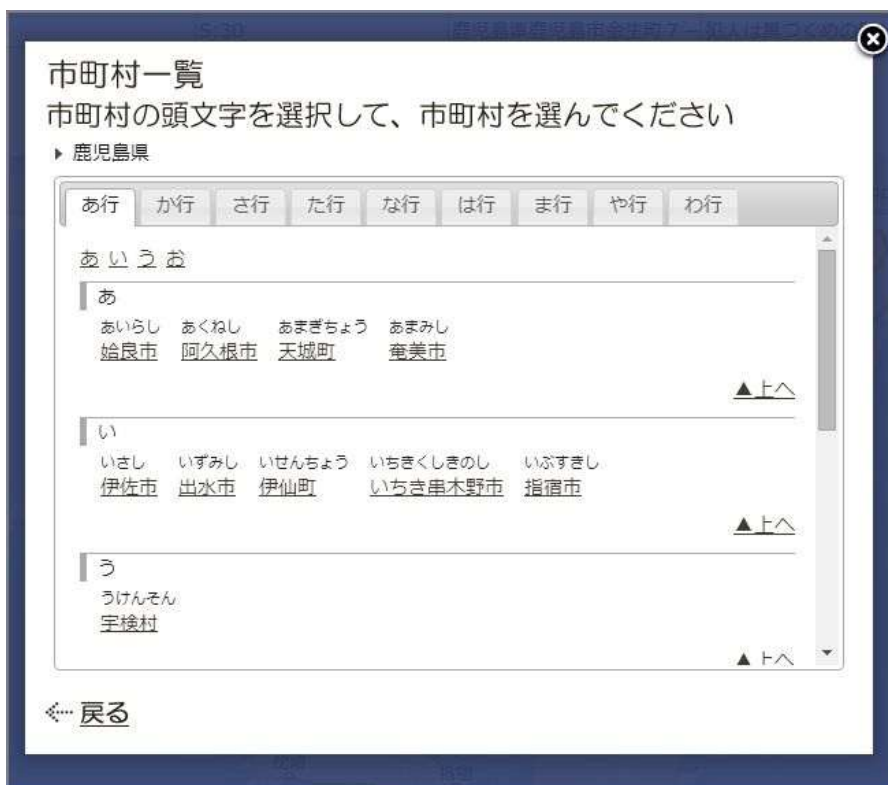 市町村一覧
市町村の頭文字を選択して、市町村を選んでください
鹿児島県
あ行 か行 さ行 た行 な行 は行 ま行 や行 わ行
あ い う お
あ
あいらし あくねし あまぎちょう あまみし
姶良市 阿久根市 天城町 奄美市
▲上へ
い
いさし いずみし いせんちょう いちきくしきのし いぶすきし
伊佐市 出水市 伊仙町 いちき串木野市 指宿市
▲上へ
う
うけんそん
宇検村
▲上へ
戻る